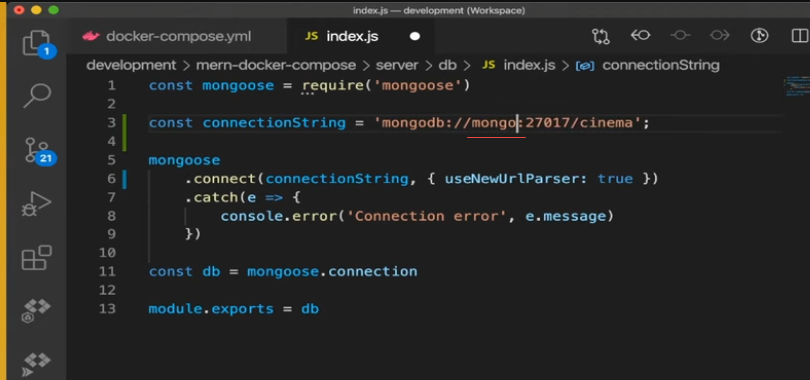 index.js — development (Workspace)
docker-compose.yml JS index.js
development > mern-docker-compose > server > db > JS index.js > connectionString
1 const mongoose = require('mongoose')
2
3 const connectionString = 'mongodb://mongo:27017/cinema';
4
5 mongoose
6 .connect(connectionString, { useNewUrlParser: true })
7 .catch(e => {
8 console.error('Connection error', e.message)
9 })
10
11 const db = mongoose.connection
12
13 module.exports = db
1
21